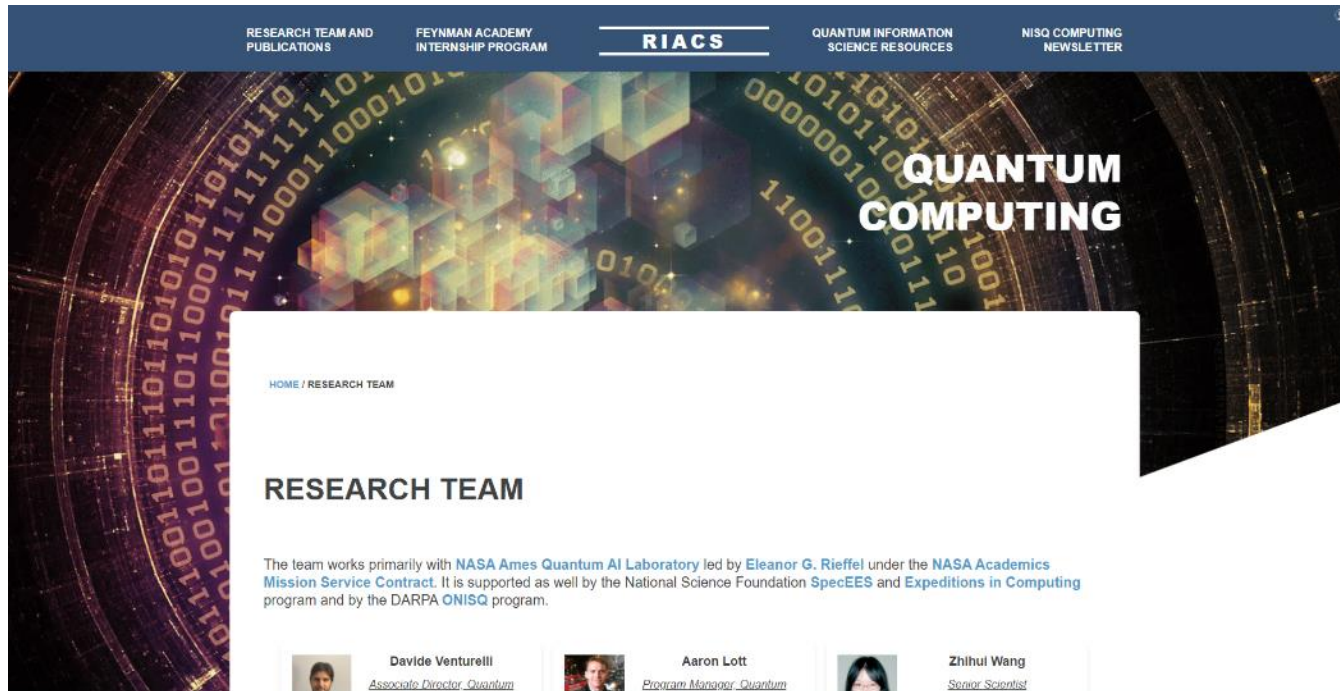 RESEARCH TEAM AND
PUBLICATIONS
FEYNMAN ACADEMY
INTERNSHIP PROGRAM
RIACS
QUANTUM INFORMATION
SCIENCE RESOURCES
NISQ COMPUTING
NEWSLETTER
QUANTUM
COMPUTING
HOME / RESEARCH TEAM
RESEARCH TEAM
The team works primarily with NASA Ames Quantum AI Laboratory led by Eleanor G. Rieffel under the NASA Academics
Mission Service Contract. It is supported as well by the National Science Foundation SpecEES and Expeditions in Computing
program and by the DARPA ONISQ program.
Davide Venturelli
Associate Director, Quantum
Aaron Lott
Program Manager, Quantum
Zhihui Wang
Senior Scientist